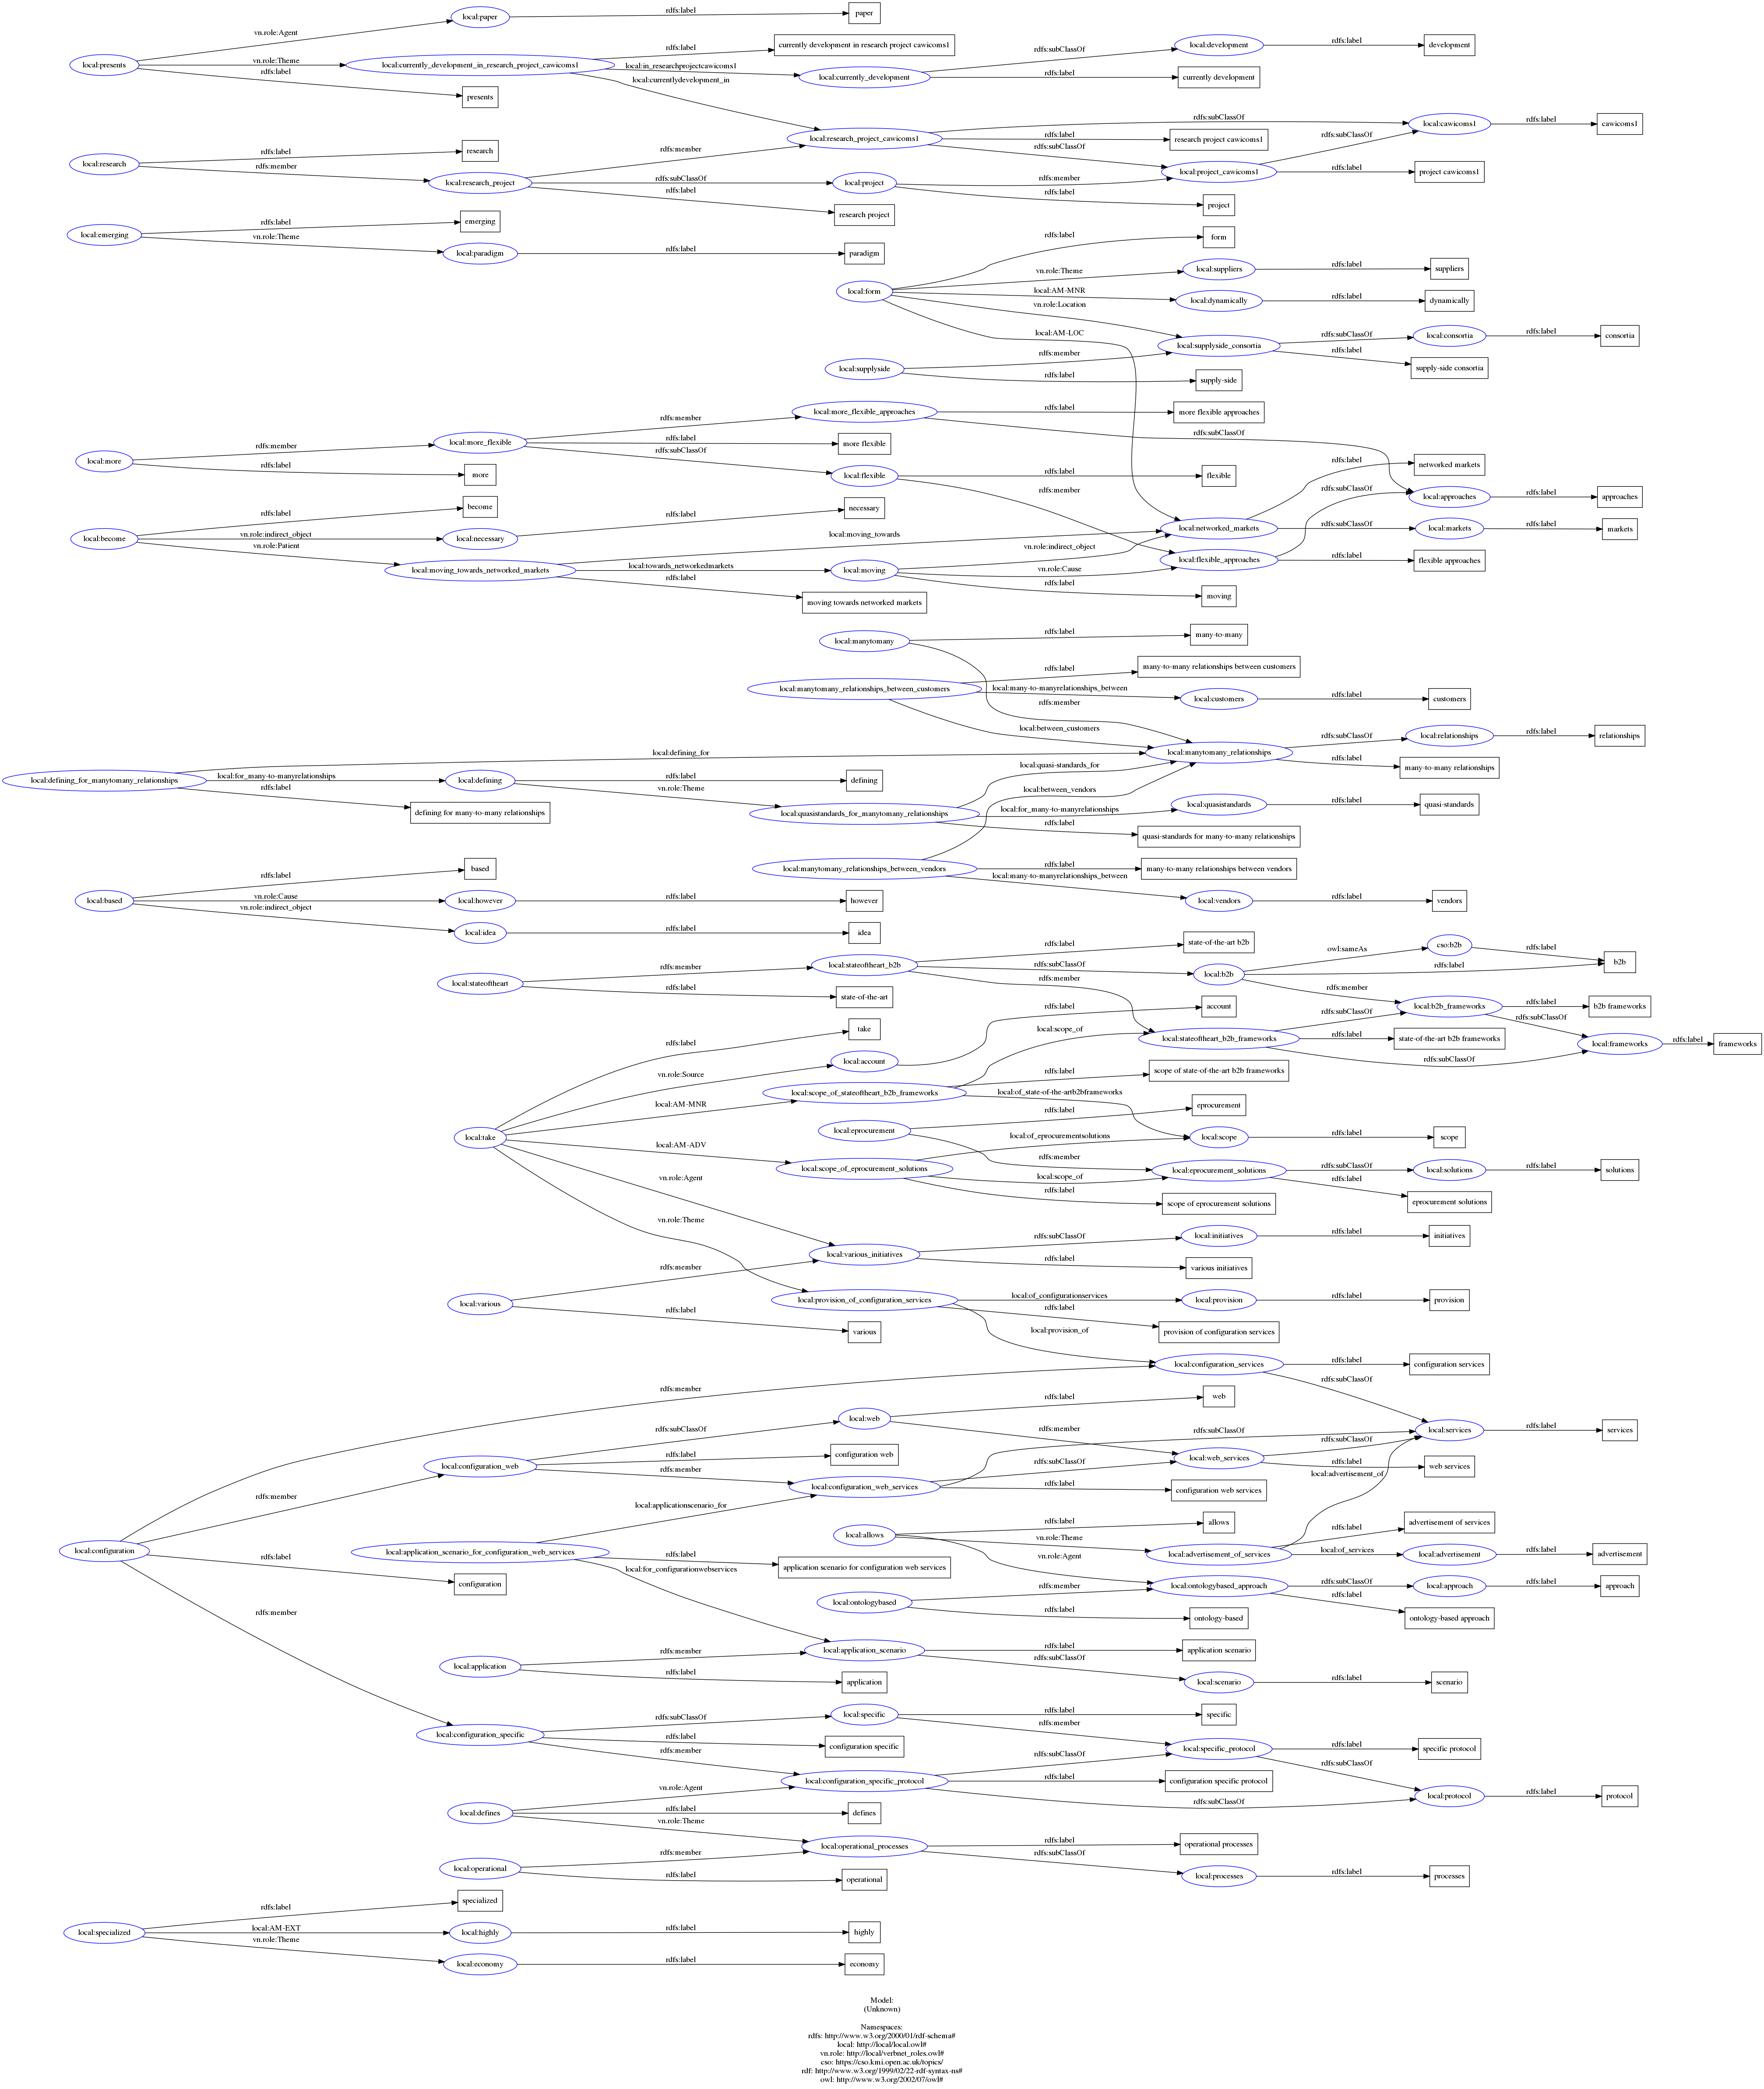 local:paper
rdfs:label
paper
vn.role:Agent
local:presents
vn.role:Theme
rdfs:label
presents
local:currently_development_in_research_project_cawicoms1
rdfs:label
currently development in research project cawicoms1
local:in_researchprojectcawicoms1
local:currentlydevelopment_in
local:currently_development
rdfs:subClassOf
local:development
rdfs:label
development
rdfs:label
currently development
local:research
rdfs:label
research
rdfs:member
local:research_project
rdfs:member
rdfs:subClassOf
rdfs:label
research project
local:research_project_cawicoms1
rdfs:subClassOf
rdfs:label
research project cawicoms1
rdfs:subClassOf
local:cawicoms1
rdfs:label
cawicoms1
local:project
rdfs:member
rdfs:label
project
local:project_cawicoms1
rdfs:subClassOf
rdfs:label
project cawicoms1
local:emerging
rdfs:label
emerging
vn.role:Theme
local:paradigm
rdfs:label
paradigm
local:form
rdfs:label
form
vn.role:Theme
local:suppliers
rdfs:label
suppliers
local:AM-MNR
local:dynamically
rdfs:label
dynamically
vn.role:Location
local:AM-LOC
local:supplyside_consortia
rdfs:subClassOf
local:consortia
rdfs:label
consortia
rdfs:label
supply-side consortia
local:supplyside
rdfs:member
rdfs:label
supply-side
local:more
rdfs:member
rdfs:label
more
local:more_flexible
rdfs:member
rdfs:label
more flexible
rdfs:subClassOf
local:more_flexible_approaches
rdfs:label
more flexible approaches
rdfs:subClassOf
local:flexible
rdfs:label
flexible
rdfs:member
local:become
rdfs:label
become
vn.role:indirect_object
local:necessary
rdfs:label
necessary
vn.role:Patient
local:moving_towards_networked_markets
local:moving_towards
local:towards_networkedmarkets
rdfs:label
moving towards networked markets
local:moving
vn.role:indirect_object
vn.role:Cause
rdfs:label
moving
local:networked_markets
rdfs:label
networked markets
rdfs:subClassOf
local:markets
rdfs:label
markets
local:flexible_approaches
rdfs:subClassOf
local:approaches
rdfs:label
approaches
rdfs:label
flexible approaches
local:manytomany
rdfs:label
many-to-many
rdfs:member
local:manytomany_relationships_between_customers
rdfs:label
many-to-many relationships between customers
local:many-to-manyrelationships_between
local:customers
rdfs:label
customers
local:between_customers
local:manytomany_relationships
rdfs:subClassOf
local:relationships
rdfs:label
relationships
rdfs:label
many-to-many relationships
local:defining_for_manytomany_relationships
local:defining_for
local:for_many-to-manyrelationships
rdfs:label
defining for many-to-many relationships
local:defining
rdfs:label
defining
vn.role:Theme
local:quasistandards_for_manytomany_relationships
local:quasi-standards_for
local:for_many-to-manyrelationships
local:quasistandards
rdfs:label
quasi-standards
rdfs:label
quasi-standards for many-to-many relationships
local:manytomany_relationships_between_vendors
local:between_vendors
rdfs:label
many-to-many relationships between vendors
local:many-to-manyrelationships_between
local:vendors
rdfs:label
vendors
local:based
rdfs:label
based
vn.role:Cause
local:however
rdfs:label
however
vn.role:indirect_object
local:idea
rdfs:label
idea
local:stateoftheart
rdfs:member
rdfs:label
state-of-the-art
local:stateoftheart_b2b
rdfs:label
state-of-the-art b2b
rdfs:subClassOf
rdfs:member
local:b2b
owl:sameAs
cso:b2b
rdfs:label
rdfs:label
b2b
rdfs:member
local:b2b_frameworks
rdfs:label
b2b frameworks
rdfs:subClassOf
local:stateoftheart_b2b_frameworks
rdfs:subClassOf
rdfs:label
state-of-the-art b2b frameworks
rdfs:subClassOf
local:frameworks
rdfs:label
frameworks
local:take
rdfs:label
take
vn.role:Source
local:account
rdfs:label
account
local:AM-MNR
local:scope_of_stateoftheart_b2b_frameworks
local:scope_of
rdfs:label
scope of state-of-the-art b2b frameworks
local:of_state-of-the-artb2bframeworks
local:eprocurement
rdfs:label
eprocurement
rdfs:member
local:AM-ADV
local:scope_of_eprocurement_solutions
local:of_eprocurementsolutions
local:scope
rdfs:label
scope
local:scope_of
local:eprocurement_solutions
rdfs:subClassOf
local:solutions
rdfs:label
solutions
rdfs:label
eprocurement solutions
rdfs:label
scope of eprocurement solutions
vn.role:Agent
vn.role:Theme
local:various_initiatives
rdfs:subClassOf
local:initiatives
rdfs:label
initiatives
rdfs:label
various initiatives
local:various
rdfs:member
rdfs:label
various
local:provision_of_configuration_services
local:of_configurationservices
local:provision
rdfs:label
provision
rdfs:label
provision of configuration services
local:provision_of
local:configuration_services
rdfs:label
configuration services
rdfs:subClassOf
local:configuration
rdfs:member
rdfs:member
rdfs:label
configuration
rdfs:member
local:configuration_web
rdfs:subClassOf
rdfs:label
configuration web
rdfs:member
local:web
rdfs:label
web
rdfs:member
local:configuration_web_services
rdfs:subClassOf
rdfs:subClassOf
rdfs:label
configuration web services
local:web_services
rdfs:subClassOf
rdfs:label
web services
local:services
rdfs:label
services
local:application_scenario_for_configuration_web_services
local:applicationscenario_for
rdfs:label
application scenario for configuration web services
local:for_configurationwebservices
local:allows
rdfs:label
allows
vn.role:Theme
vn.role:Agent
local:advertisement_of_services
local:advertisement_of
rdfs:label
advertisement of services
local:of_services
local:advertisement
rdfs:label
advertisement
local:ontologybased
rdfs:member
rdfs:label
ontology-based
local:ontologybased_approach
rdfs:subClassOf
local:approach
rdfs:label
approach
rdfs:label
ontology-based approach
local:application
rdfs:member
rdfs:label
application
local:application_scenario
rdfs:label
application scenario
rdfs:subClassOf
local:scenario
rdfs:label
scenario
local:configuration_specific
rdfs:subClassOf
rdfs:label
configuration specific
rdfs:member
local:specific
rdfs:label
specific
rdfs:member
local:specific_protocol
rdfs:label
specific protocol
rdfs:subClassOf
local:configuration_specific_protocol
rdfs:subClassOf
rdfs:label
configuration specific protocol
rdfs:subClassOf
local:protocol
rdfs:label
protocol
local:defines
vn.role:Agent
rdfs:label
defines
vn.role:Theme
local:operational_processes
rdfs:label
operational processes
rdfs:subClassOf
local:processes
rdfs:label
processes
local:operational
rdfs:member
rdfs:label
operational
local:specialized
rdfs:label
specialized
local:AM-EXT
local:highly
rdfs:label
highly
vn.role:Theme
local:economy
rdfs:label
economy
Model:
(Unknown)
Namespaces:
rdfs: http://www.w3.org/2000/01/rdf-schema#
local: http://local/local.owl#
vn.role: http://local/verbnet_roles.owl#
cso: https://cso.kmi.open.ac.uk/topics/
rdf: http://www.w3.org/1999/02/22-rdf-syntax-ns#
owl: http://www.w3.org/2002/07/owl#